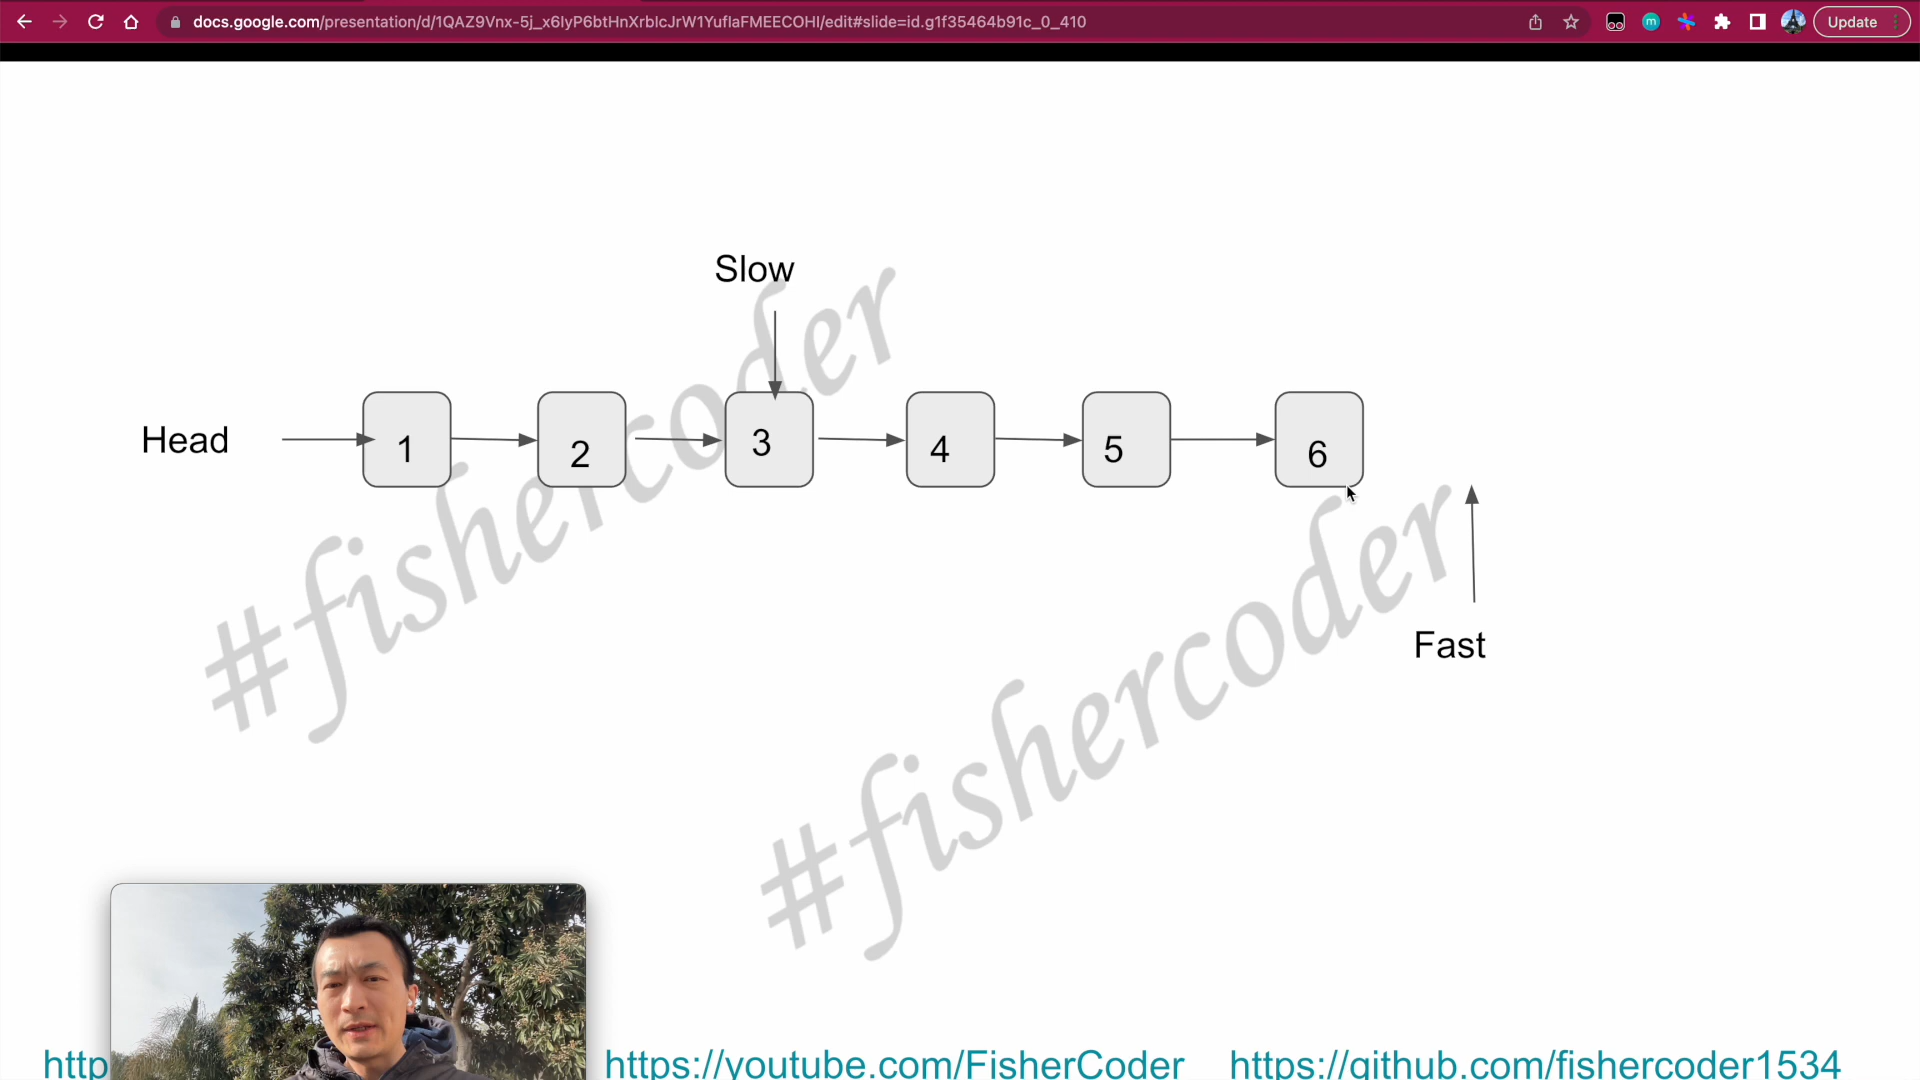 docs.google.com/presentation/d/1QAZ9Vnx-5j_x6IyP6btHnXrblcJrW1YuflaFMEECOHI/edit#slide=id.g1f35464b91c_0_410
Update
Slow
Head
1
2
3
4
5
6
Fast
#fishercoder
#fishercoder
http
https://youtube.com/FisherCoder
https://github.com/fishercoder1534